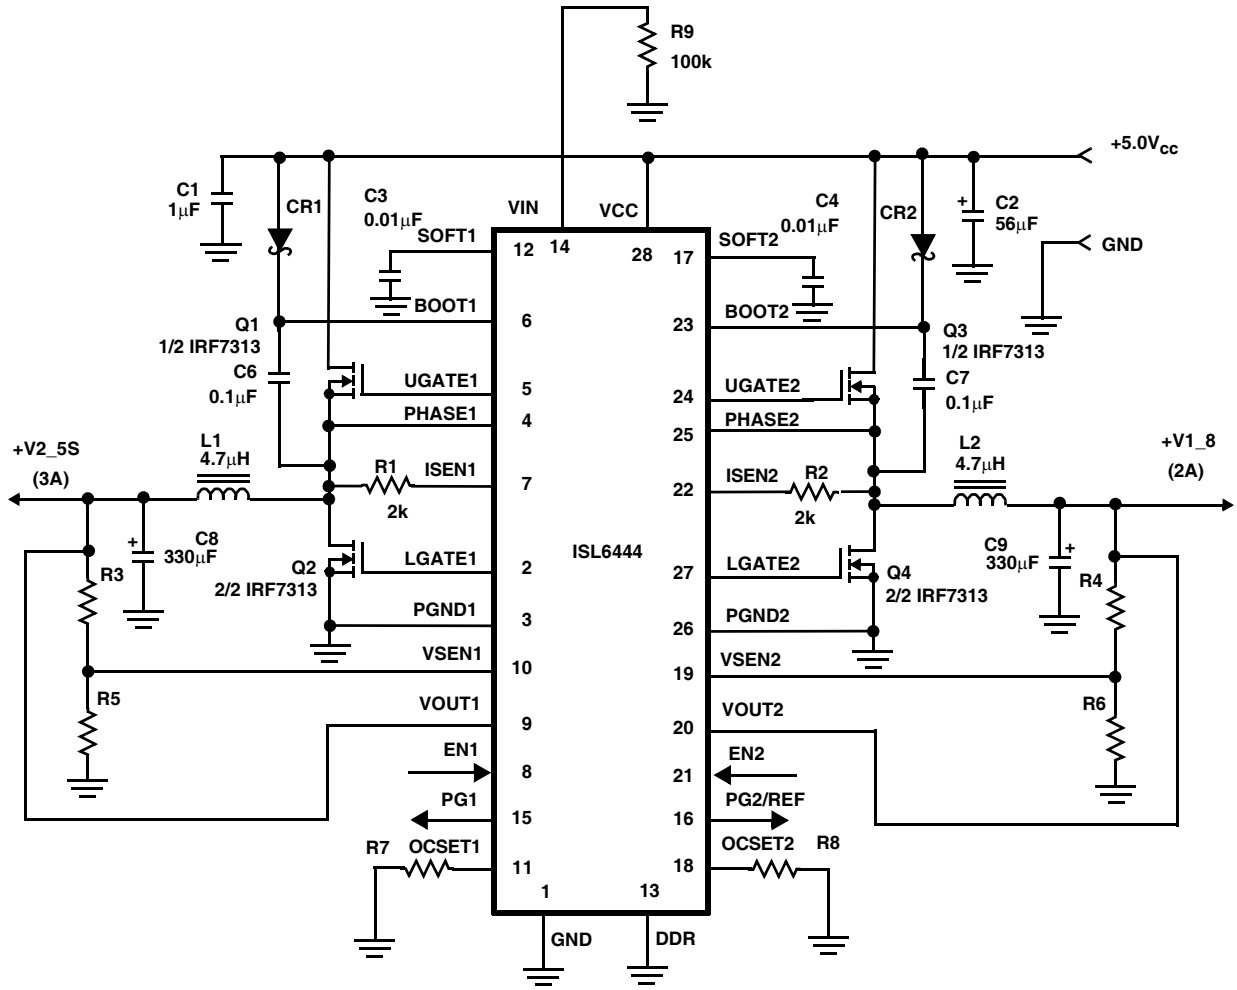 R9
100k
+5.0Vcc
C1
1μF
CR1
C3
0.01μF
VIN
VCC
C4
0.01μF
CR2
+
C2
56μF
GND
SOFT1
12
14
28
17
SOFT2
BOOT1
6
23
BOOT2
Q1
1/2 IRF7313
Q3
1/2 IRF7313
C6
0.1μF
UGATE1
5
24
UGATE2
C7
0.1μF
PHASE1
4
25
PHASE2
+V2_5S
(3A)
L1
4.7μH
R1
2k
ISEN1
7
22
ISEN2
R2
2k
L2
4.7μH
+V1_8
(2A)
+
C8
330μF
ISL6444
C9
330μF
+
R3
Q2
2/2 IRF7313
LGATE1
2
27
LGATE2
Q4
2/2 IRF7313
R4
PGND1
3
26
PGND2
VSEN1
10
19
VSEN2
R5
VOUT1
9
20
VOUT2
R6
EN1
8
21
EN2
PG1
15
16
PG2/REF
R7
OCSET1
11
18
OCSET2
R8
1
13
GND
DDR